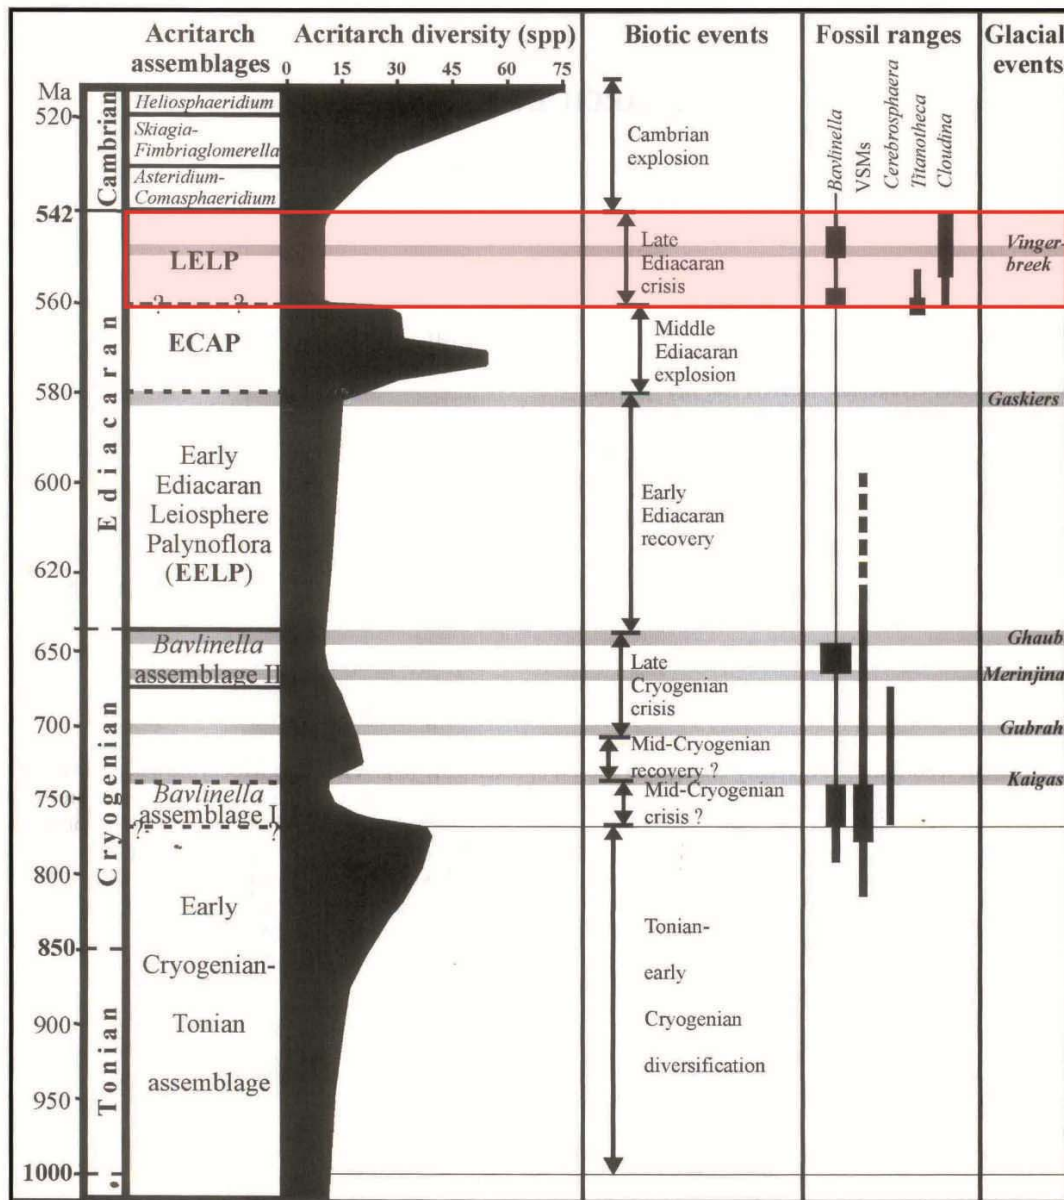 Acritarch assemblages
Acritarch diversity (spp)
Biotic events
Fossil ranges
Glacial events
0 15 30 45 60 75
Ma
520
542
560
580
600
620
650
700
750
800
850
900
950
1000
Cambrian
Ediacaran
Cryogenian
Tonian
Heliosphaeridium
Skiagia-
Fimbriaglomerella
Asteridium-
Comasphaeridium
LELP
? ?
ECAP
Early
Ediacaran
Leiosphere
Palynoflora
(EELP)
Bavlinella
assemblage II
Bavlinella
assemblage I
? ?
Early
Cryogenian-
Tonian
assemblage
Cambrian
explosion
Late
Ediacaran
crisis
Middle
Ediacaran
explosion
Early
Ediacaran
recovery
Late
Cryogenian
crisis
Mid-Cryogenian
recovery ?
Mid-Cryogenian
crisis ?
Tonian-
early
Cryogenian
diversification
Bavlinella
VSMs
Cerebrosphaera
Titanotheca
Cloudina
Vinger-
breek
Gaskiers
Ghaub
Merinjina
Gubrah
Kaigas